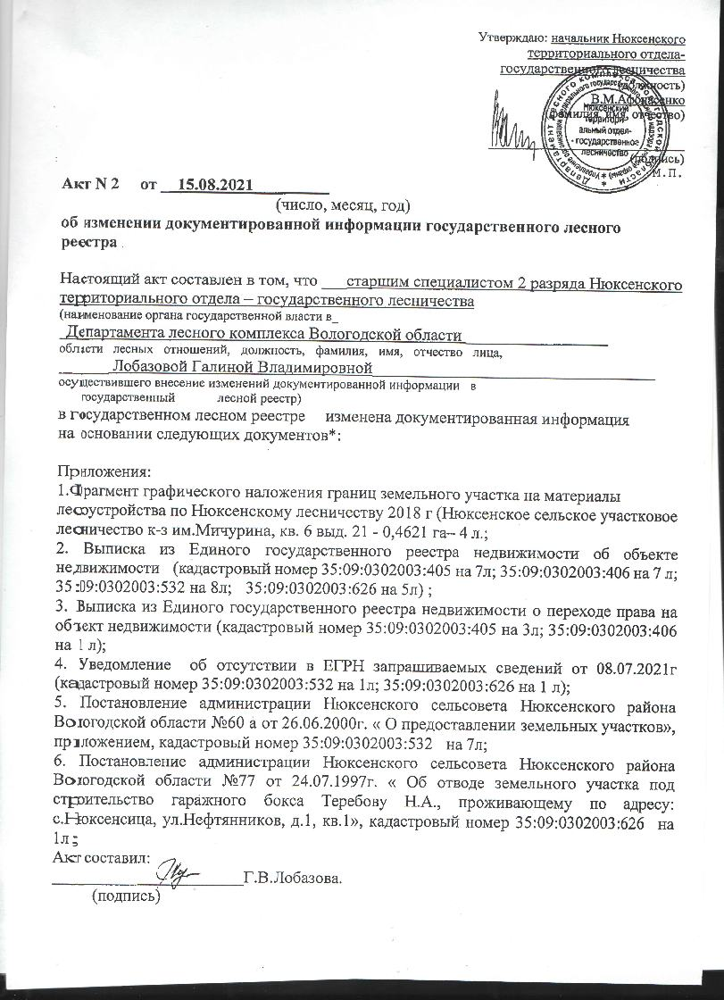 Утверждаю: начальник Нюксенского
территориального отдела-
государственного лесничества
(должность)
В.М.Афонасенко
(фамилия, имя, отчество)
(подпись)
М.П.
Нюксенский
территори-
альный отдел-
- государственное
лесничество
Акт N 2 от 15.08.2021
(число, месяц, год)
об изменении документированной информации государственного лесного
реестра .
Настоящий акт составлен в том, что ___старшим специалистом 2 разряда Нюксенского
территориального отдела – государственного лесничества
(наименование органа государственной власти в_
Департамента лесного комплекса Вологодской области
области лесных отношений, должность, фамилия, имя, отчество лица,
Лобазовой Галиной Владимировной
осуществившего внесение изменений документированной информации в
государственный лесной реестр)
в государственном лесном реестре изменена документированная информация
на основании следующих документов*:
Приложения:
1.Фрагмент графического наложения границ земельного участка на материалы
лесоустройства по Нюксенскому лесничеству 2018 г (Нюксенское сельское участковое
лесничество к-з им.Мичурина, кв. 6 выд. 21 - 0,4621 га– 4 л.;
2. Выписка из Единого государственного реестра недвижимости об объекте
недвижимости (кадастровый номер 35:09:0302003:405 на 7л; 35:09:0302003:406 на 7 л;
35:09:0302003:532 на 8л; 35:09:0302003:626 на 5л) ;
3. Выписка из Единого государственного реестра недвижимости о переходе права на
объект недвижимости (кадастровый номер 35:09:0302003:405 на 3л; 35:09:0302003:406
на 1 л);
4. Уведомление об отсутствии в ЕГРН запрашиваемых сведений от 08.07.2021г
(кадастровый номер 35:09:0302003:532 на 1л; 35:09:0302003:626 на 1 л);
5. Постановление администрации Нюксенского сельсовета Нюксенского района
Вологодской области №60 а от 26.06.2000г. « О предоставлении земельных участков»,
приложением, кадастровый номер 35:09:0302003:532 на 7л;
6. Постановление администрации Нюксенского сельсовета Нюксенского района
Вологодской области №77 от 24.07.1997г. « Об отводе земельного участка под
строительство гаражного бокса Теребову Н.А., проживающему по адресу:
с.Нюксенсица, ул.Нефтянников, д.1, кв.1», кадастровый номер 35:09:0302003:626 на
1л ;
Акт составил:
Г.В.Лобазова.
(подпись)